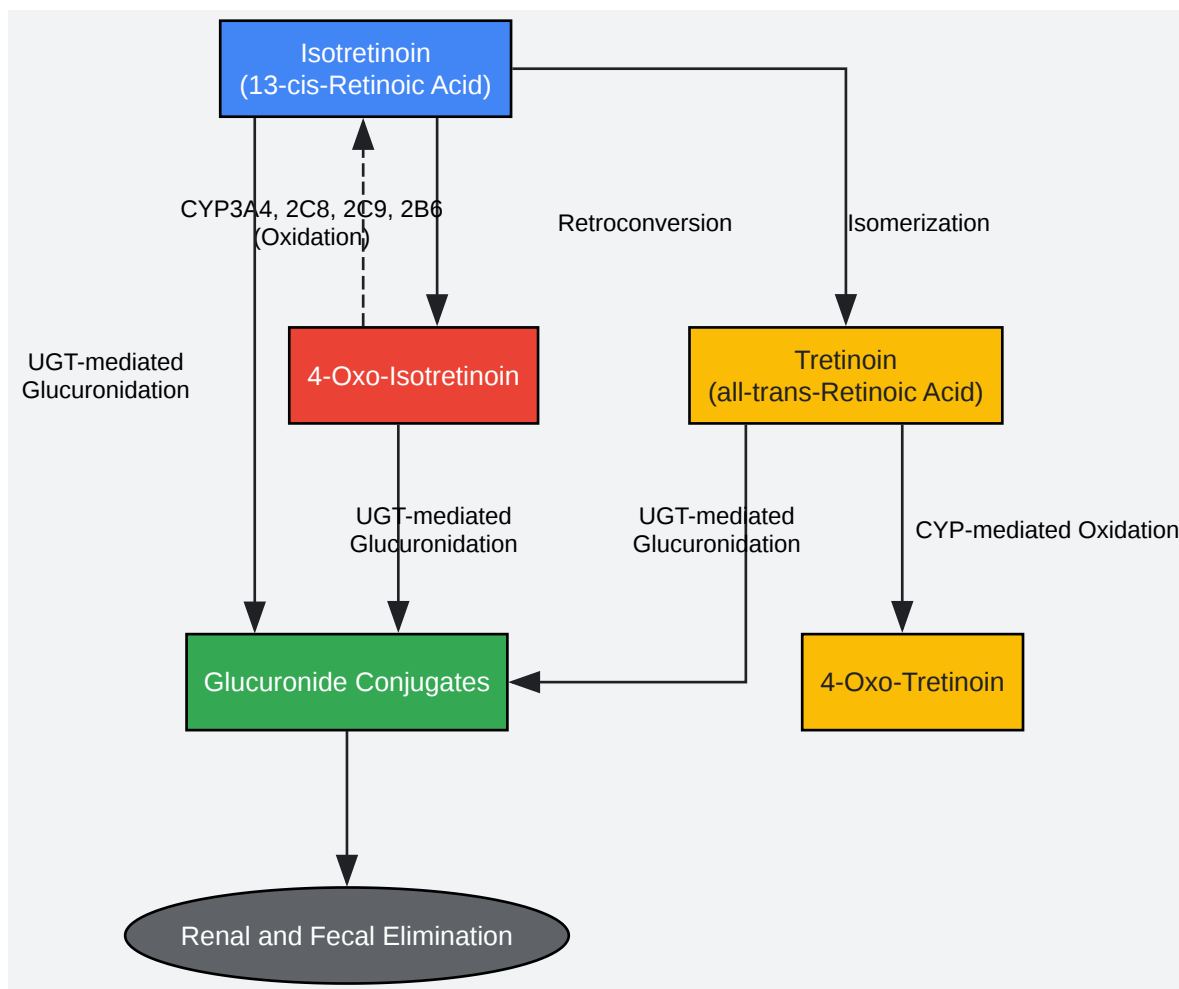 Isotretinoin
(13-cis-Retinoic Acid)
CYP3A4, 2C8, 2C9, 2B6
(Oxidation)
Retroconversion
Isomerization
UGT-mediated
Glucuronidation
4-Oxo-Isotretinoin
Tretinoin
(all-trans-Retinoic Acid)
UGT-mediated
Glucuronidation
UGT-mediated
Glucuronidation
CYP-mediated Oxidation
Glucuronide Conjugates
4-Oxo-Tretinoin
Renal and Fecal Elimination